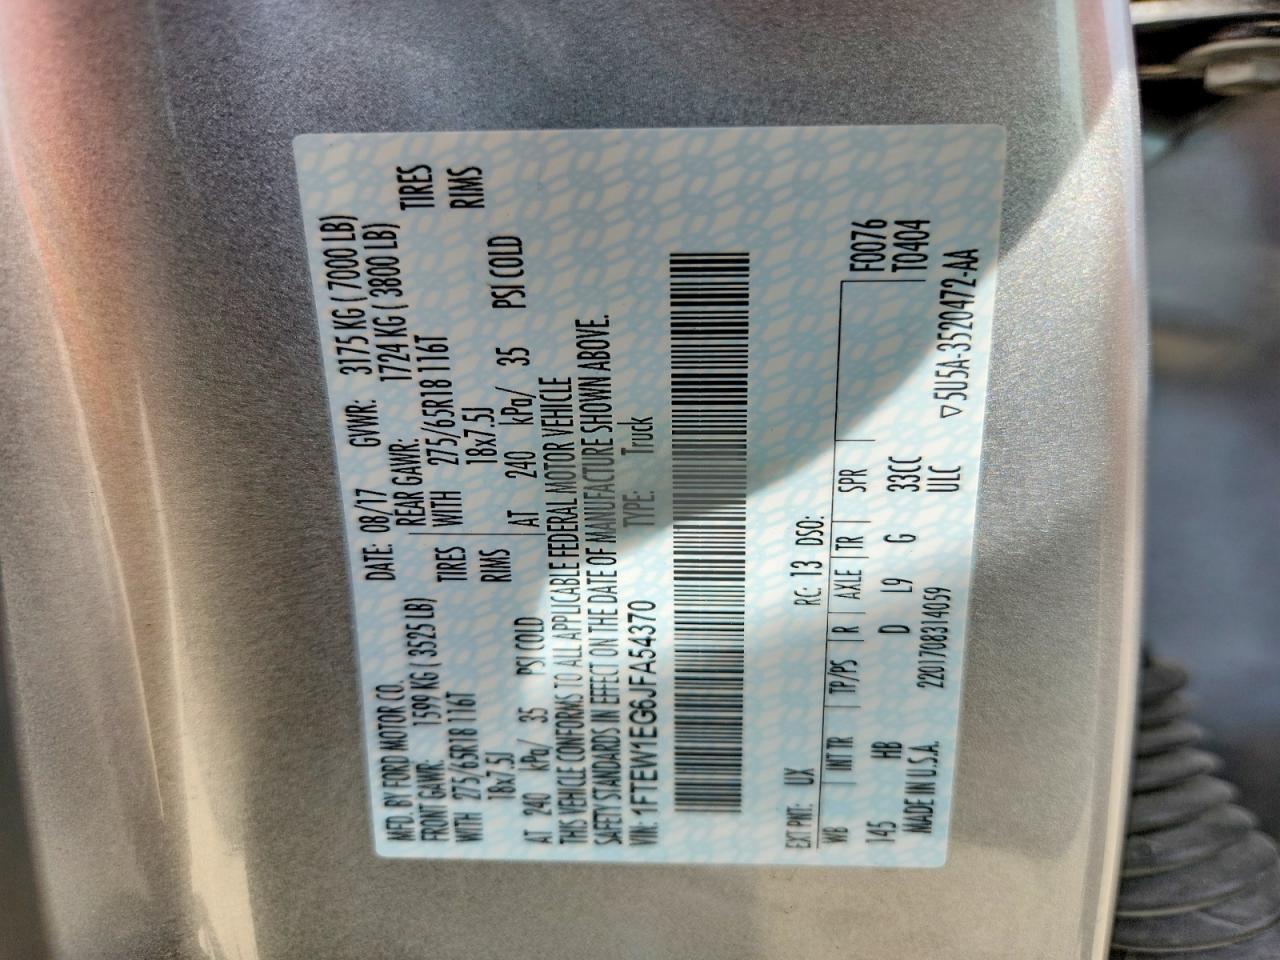 MFD. BY FORD MOTOR CO. DATE: 08/17 GVWR: 3175 KG ( 7000 LB)
FRONT GAWR: 1599 KG ( 3525 LB) REAR GAWR: 1724 KG ( 3800 LB)
WITH 275/65R18 116T TIRES WITH 275/65R18 116T TIRES
18x7.5J RIMS 18x7.5J RIMS
AT 240 kPa/ 35 PSI COLD AT 240 kPa/ 35 PSI COLD
THIS VEHICLE CONFORMS TO ALL APPLICABLE FEDERAL MOTOR VEHICLE
SAFETY STANDARDS IN EFFECT ON THE DATE OF MANUFACTURE SHOWN ABOVE.
VIN: 1FTEW1EG6JFA54370 TYPE: Truck
EXT PNT: UX RC: 13 DSO:
WB INT TR TP/PS R AXLE TR SPR F0076
145 HB D L9 G 33CC T0404
ULC
MADE IN U.S.A. 2201708314059 ▽5U5A-3520472-AA